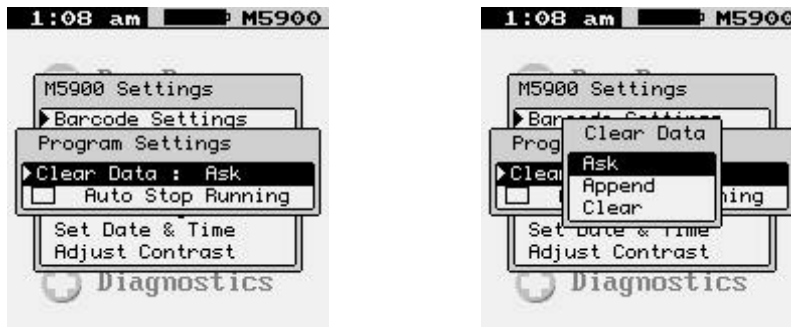 1:08 am M5900
M5900 Settings
Barcode Settings
Program Settings
Clear Data : Ask
Auto Stop Running
Set Date & Time
Adjust Contrast
Diagnostics
1:08 am M5900
M5900 Settings
Clear Data
Ask
Append
Clear
Set Date & Time
Adjust Contrast
Diagnostics